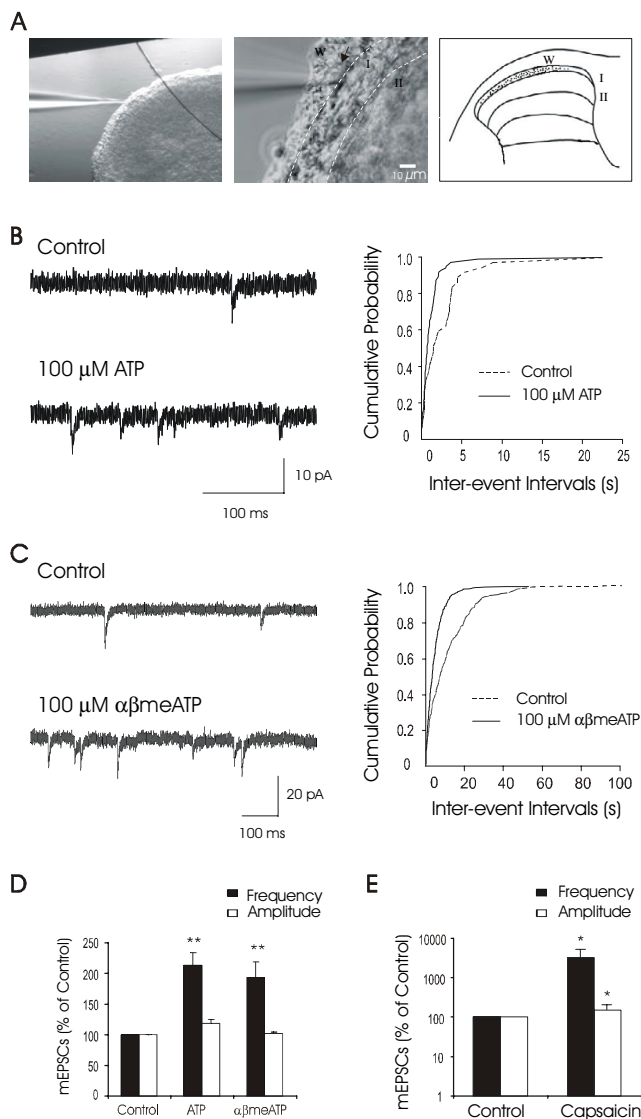 A
W
I
II
10 µm
W
I
II
B
Control
100 µM ATP
10 pA
100 ms
Cumulative Probability
1.0
0.8
0.6
0.4
0.2
0
0 5 10 15 20 25
Inter-event Intervals (s)
Control
100 µM ATP
C
Control
100 µM αβmeATP
20 pA
100 ms
Cumulative Probability
1.0
0.8
0.6
0.4
0.2
0
0 20 40 60 80 100
Inter-event Intervals (s)
Control
100 µM αβmeATP
D
Frequency
Amplitude
mEPSCs (% of Control)
250
200
150
100
50
0
** **
Control ATP αβmeATP
E
Frequency
Amplitude
mEPSCs (% of Control)
10000
1000
100
10
1
*
*
Control Capsaicin